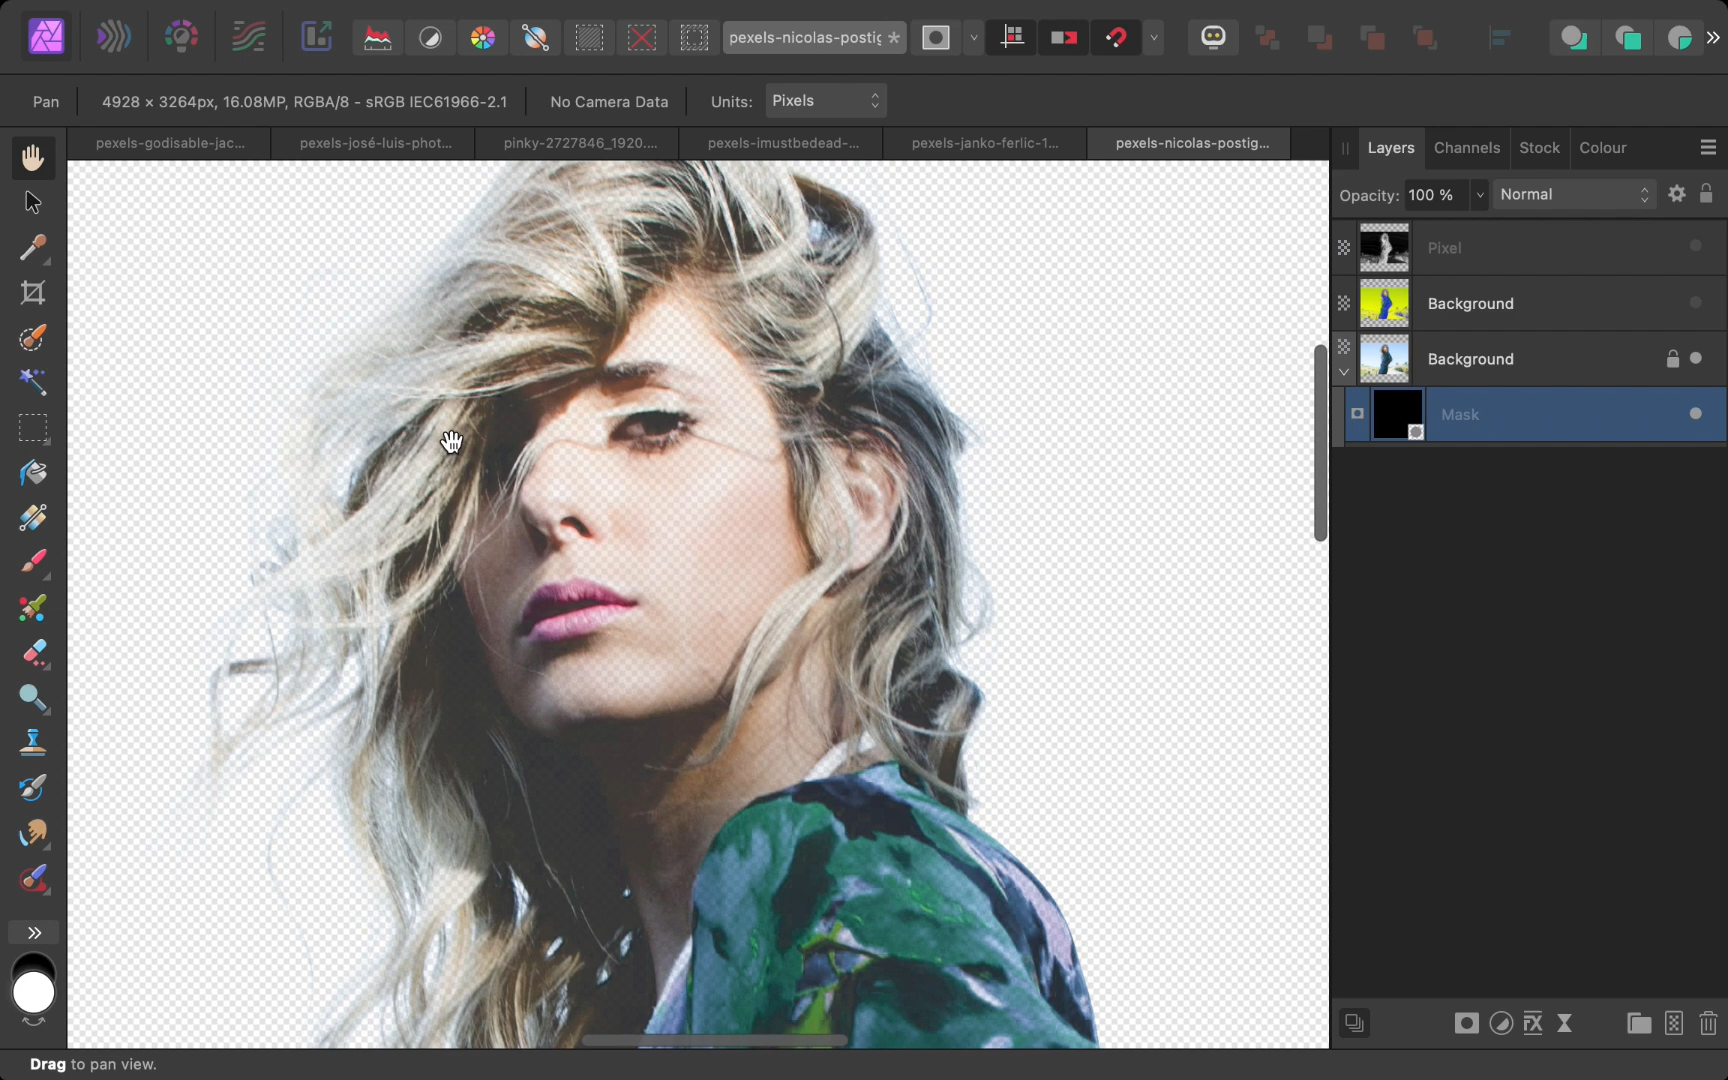 pexels-nicolas-postig *
Pan
4928 × 3264px, 16.08MP, RGBA/8 - sRGB IEC61966-2.1
No Camera Data
Units:
Pixels
pexels-godisable-jac...
pexels-josé-luis-phot...
pinky-2727846_1920....
pexels-imustbedead-...
pexels-janko-ferlic-1...
pexels-nicolas-postig...
Layers
Channels
Stock
Colour
Opacity:
100 %
Normal
Pixel
Background
Background
Mask
Drag to pan view.